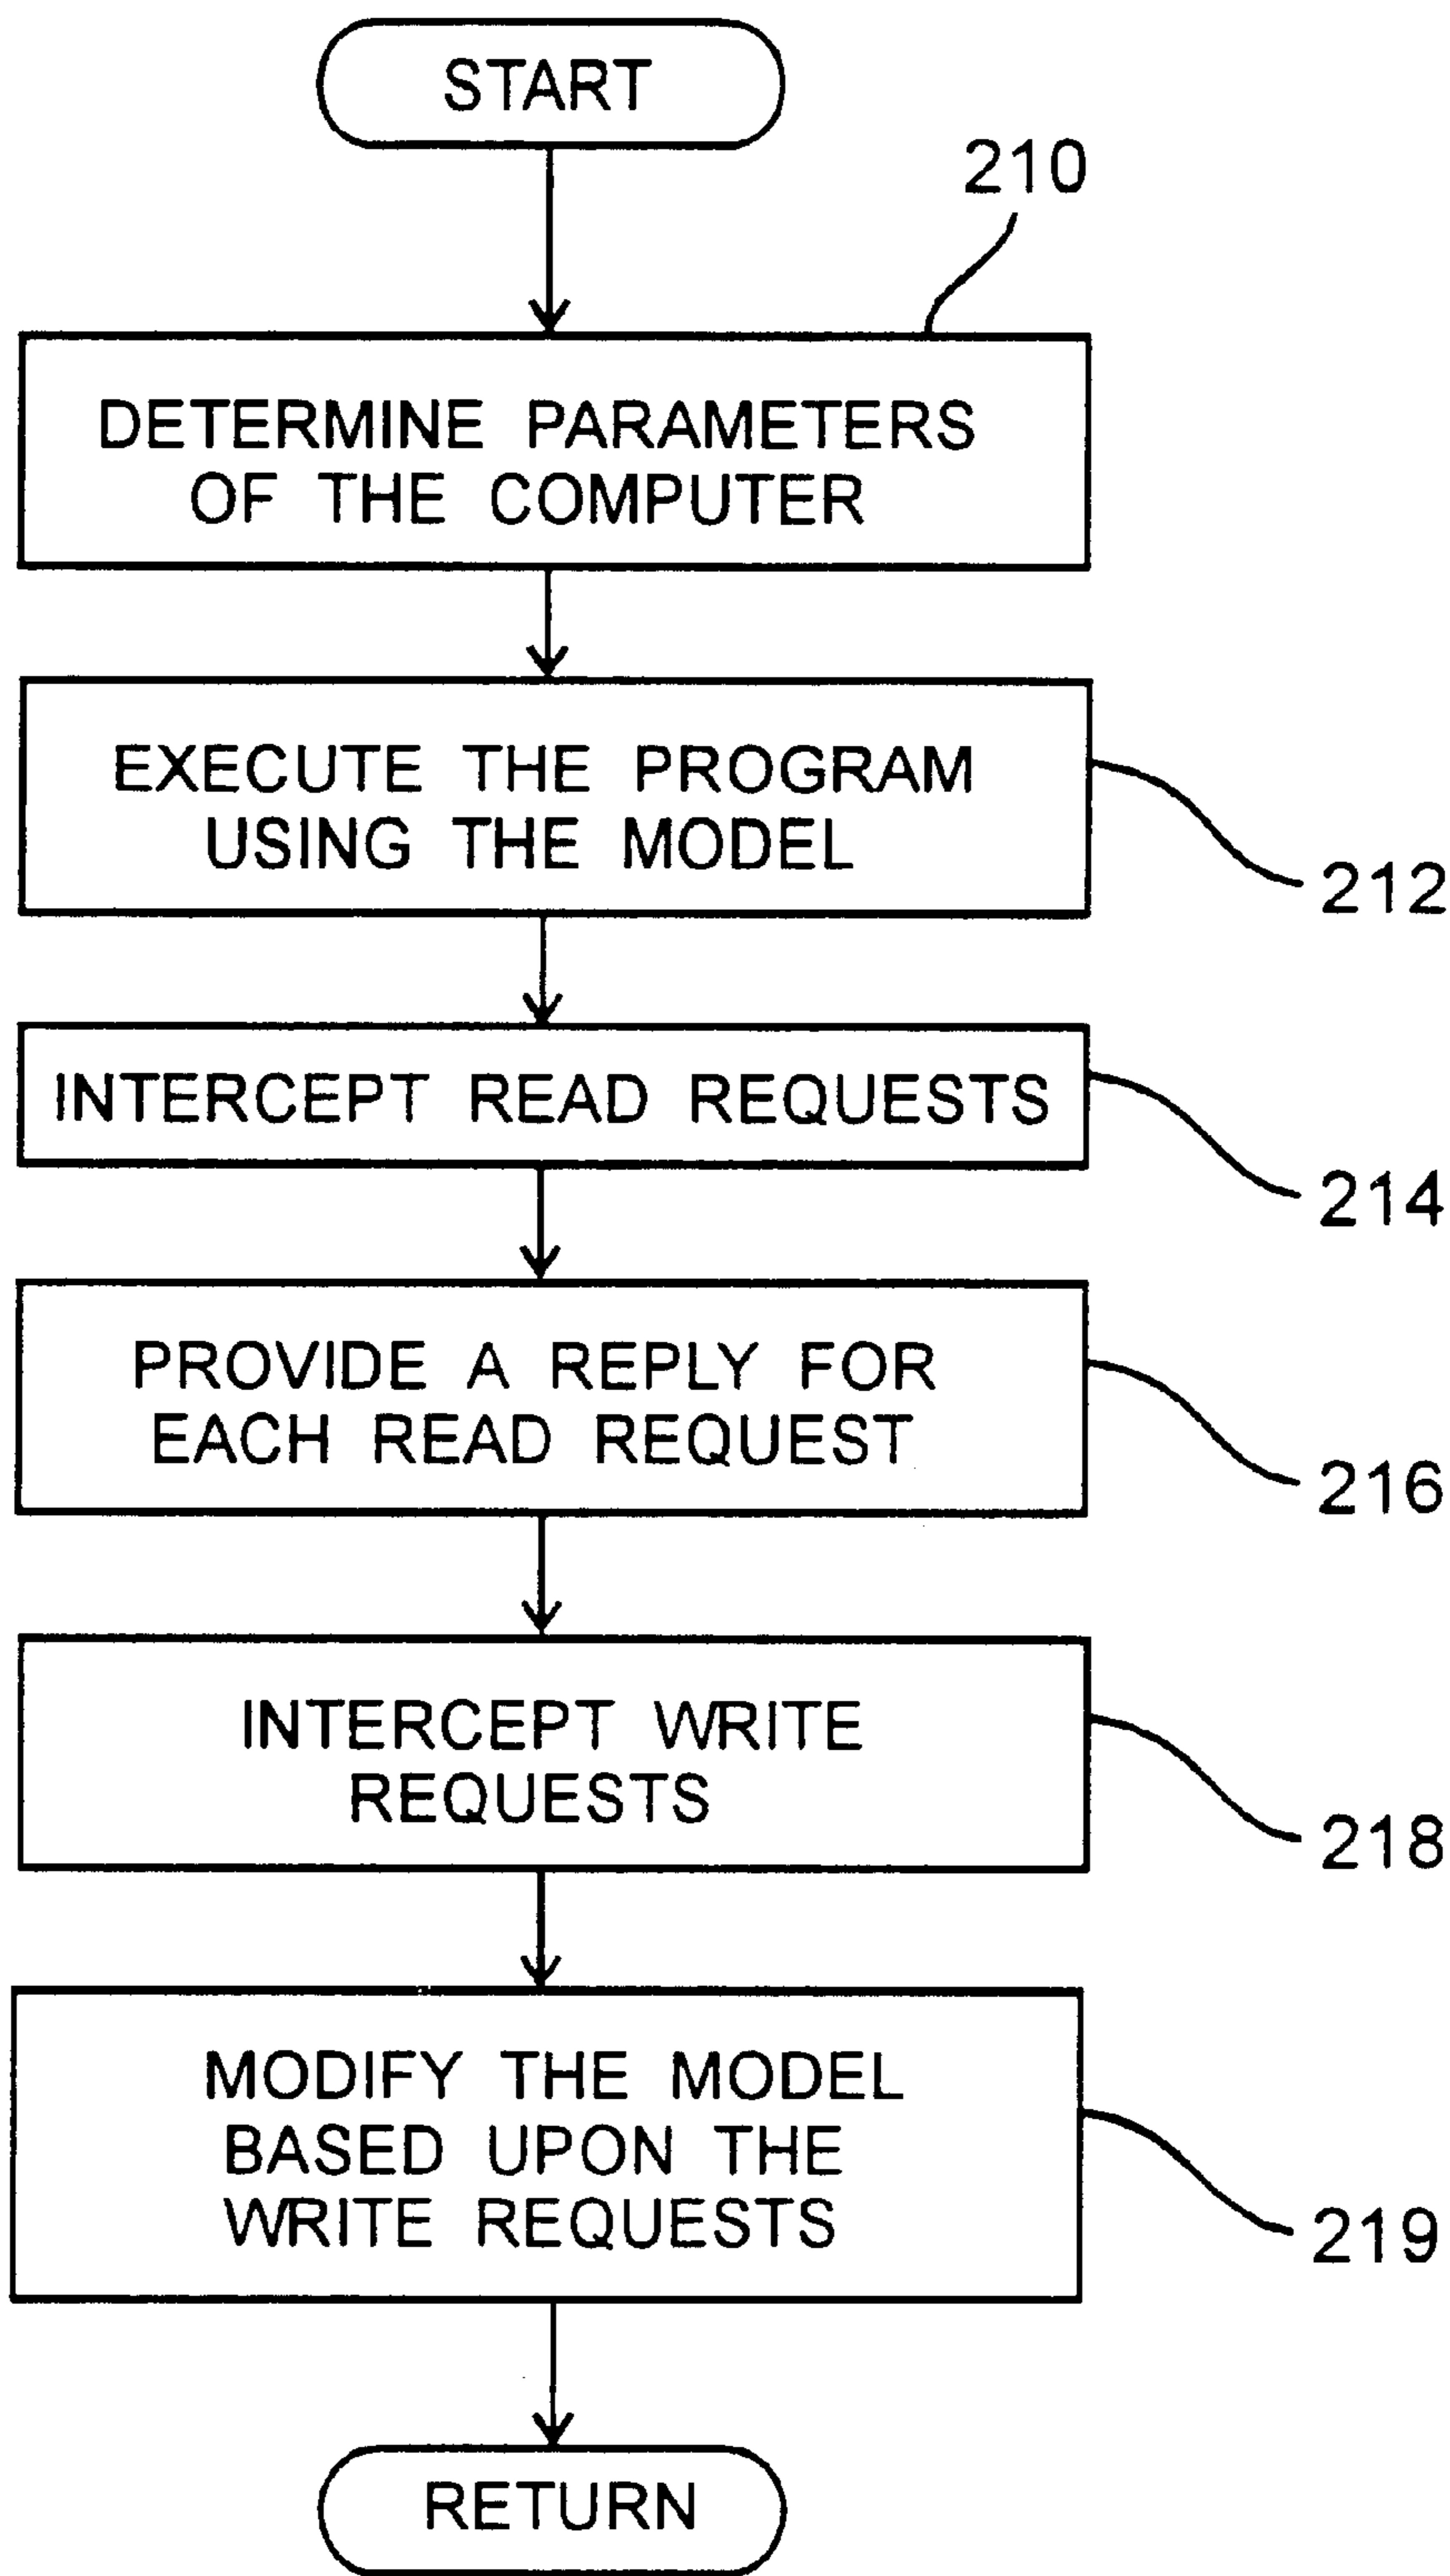 START
210
DETERMINE PARAMETERS
OF THE COMPUTER
EXECUTE THE PROGRAM
USING THE MODEL
212
INTERCEPT READ REQUESTS
214
PROVIDE A REPLY FOR
EACH READ REQUEST
216
INTERCEPT WRITE
REQUESTS
218
MODIFY THE MODEL
BASED UPON THE
WRITE REQUESTS
219
RETURN